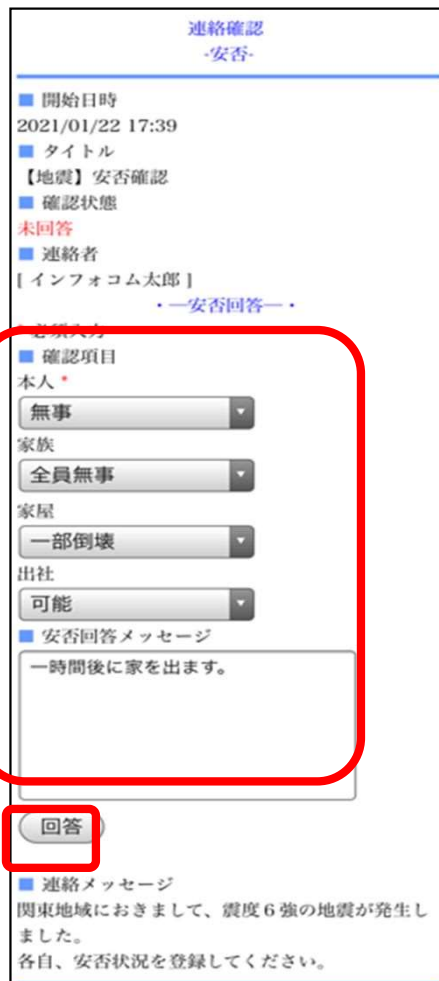 連絡確認
-安否-
■ 開始日時
2021/01/22 17:39
■ タイトル
【地震】安否確認
■ 確認状態
未回答
■ 連絡者
[ インフォコム太郎 ]
・―安否回答―・
* 必須入力
■ 確認項目
本人 *
無事
家族
全員無事
家屋
一部倒壊
出社
可能
■ 安否回答メッセージ
一時間後に家を出ます。
回答
■ 連絡メッセージ
関東地域におきまして、震度6強の地震が発生し
ました。
各自、安否状況を登録してください。